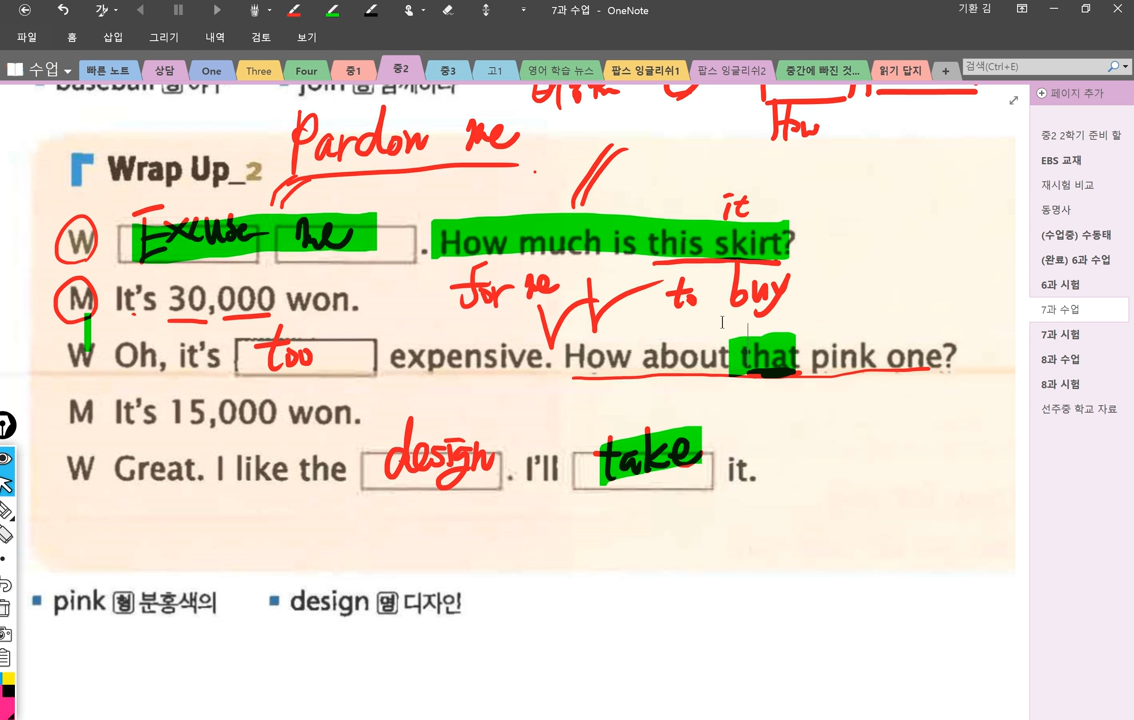 7과 수업 - OneNote
기환 김
파일 홈 삽입 그리기 내역 검토 보기
수업 빠른 노트 상담 One Three Four 중1 중2 중3 고1 영어 학습 뉴스 팝스 잉글리쉬1 팝스 잉글리쉬2 중간에 빠진 것... 읽기 답지 + 검색(Ctrl+E)
페이지 추가
중2 2학기 준비 할
EBS 교재
재시험 비교
동명사
(수업중) 수동태
(완료) 6과 수업
6과 시험
7과 수업
7과 시험
8과 수업
8과 시험
선주중 학교 자료
How
Pardon me
Wrap Up_2
it
W Excuse me. How much is this skirt?
for me to buy
M It's 30,000 won.
W Oh, it's too expensive. How about that pink one?
M It's 15,000 won.
W Great. I like the design. I'll take it.
pink 형 분홍색의 design 명 디자인